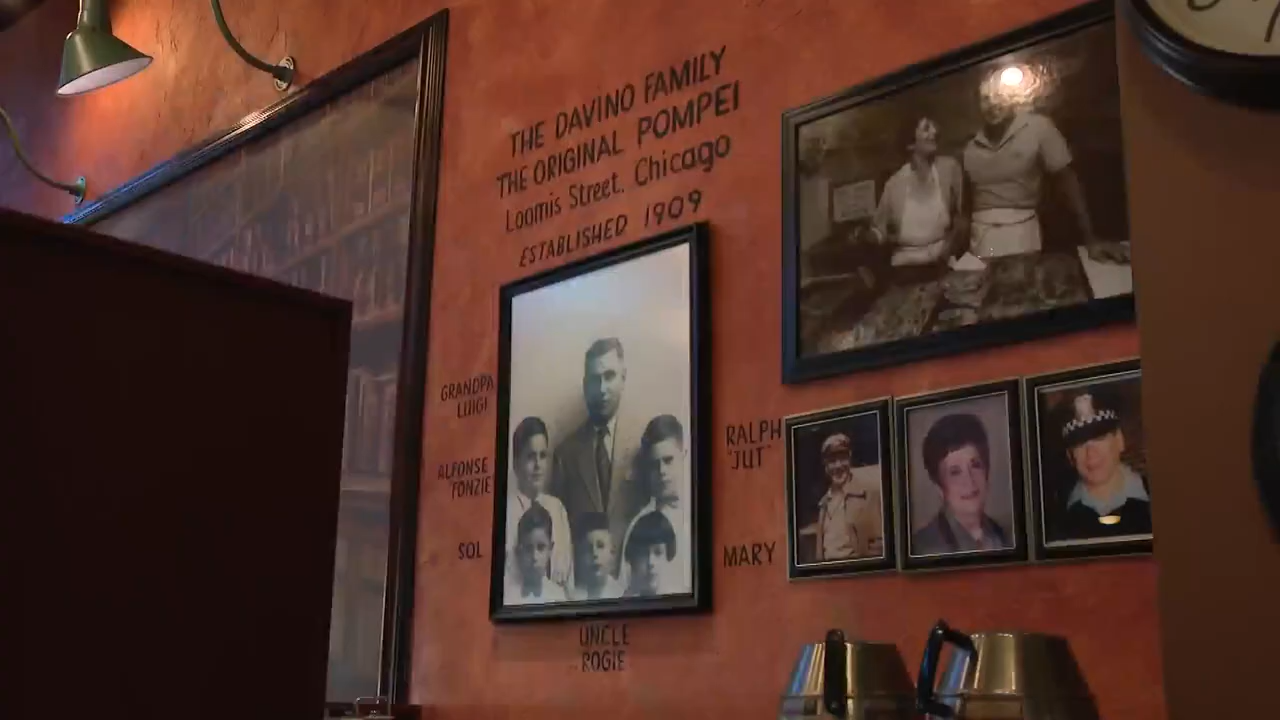 THE DAVINO FAMILY
THE ORIGINAL POMPEI
Loomis Street. Chicago
ESTABLISHED 1909
GRANDPA
LUIGI
RALPH
"JUT"
ALFONSE
FONZIE
SOL
MARY
UNCLE
ROGIE